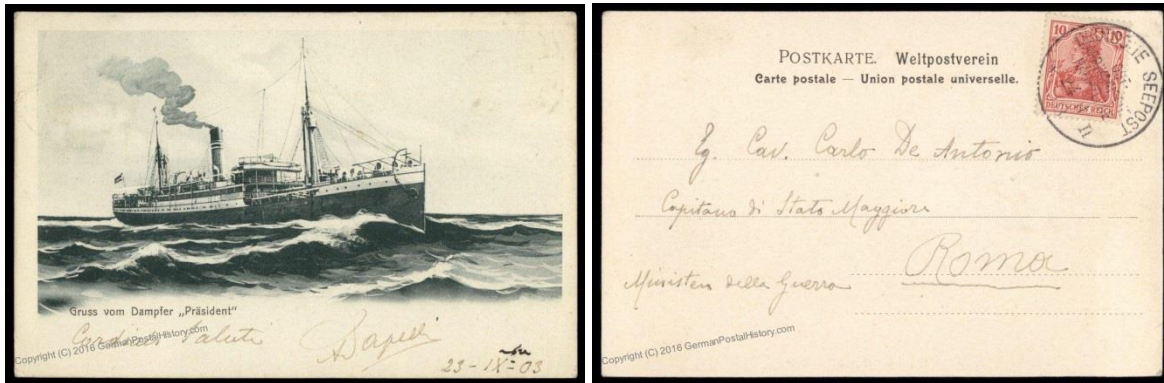 Gruss vom Dampfer „Präsident“
Cordiali Saluti
23-IX-03
Copyright (C) 2016 GermanPostalHistory.com
POSTKARTE. Weltpostverein
Carte postale — Union postale universelle.
10 10
DEUTSCHES REICH
SEEPOST
II
Eg. Cav. Carlo De Antonio
Capitano di Stato Maggiore
Roma
Ministero della Guerra
Copyright (C) 2016 GermanPostalHistory.com